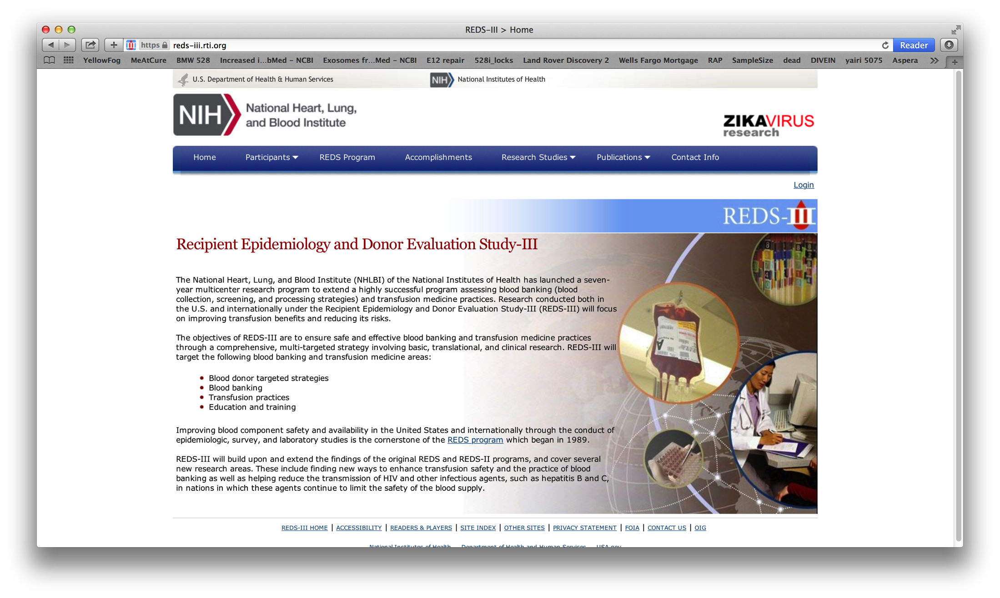 REDS-III > Home
https reds-iii.rti.org Reader
YellowFog MeAtCure BMW 528 Increased i...bMed - NCBI Exosomes fr...Med - NCBI E12 repair 528i_locks Land Rover Discovery 2 Wells Fargo Mortgage RAP SampleSize dead DIVEIN yairi 5075 Aspera
U.S. Department of Health & Human Services NIH National Institutes of Health
NIH National Heart, Lung,
and Blood Institute
ZIKAVIRUS
research
Home Participants REDS Program Accomplishments Research Studies Publications Contact Info
Login
REDS-III
Recipient Epidemiology and Donor Evaluation Study-III
The National Heart, Lung, and Blood Institute (NHLBI) of the National Institutes of Health has launched a seven-
year multicenter research program to extend a highly successful program assessing blood banking (blood
collection, screening, and processing strategies) and transfusion medicine practices. Research conducted both in
the U.S. and internationally under the Recipient Epidemiology and Donor Evaluation Study-III (REDS-III) will focus
on improving transfusion benefits and reducing its risks.
The objectives of REDS-III are to ensure safe and effective blood banking and transfusion medicine practices
through a comprehensive, multi-targeted strategy involving basic, translational, and clinical research. REDS-III will
target the following blood banking and transfusion medicine areas:
Blood donor targeted strategies
Blood banking
Transfusion practices
Education and training
Improving blood component safety and availability in the United States and internationally through the conduct of
epidemiologic, survey, and laboratory studies is the cornerstone of the REDS program which began in 1989.
REDS-III will build upon and extend the findings of the original REDS and REDS-II programs, and cover several
new research areas. These include finding new ways to enhance transfusion safety and the practice of blood
banking as well as helping reduce the transmission of HIV and other infectious agents, such as hepatitis B and C,
in nations in which these agents continue to limit the safety of the blood supply.
A
REDS-III HOME | ACCESSIBILITY | READERS & PLAYERS | SITE INDEX | OTHER SITES | PRIVACY STATEMENT | FOIA | CONTACT US | OIG
National Institutes of Health Department of Health and Human Services USA.gov